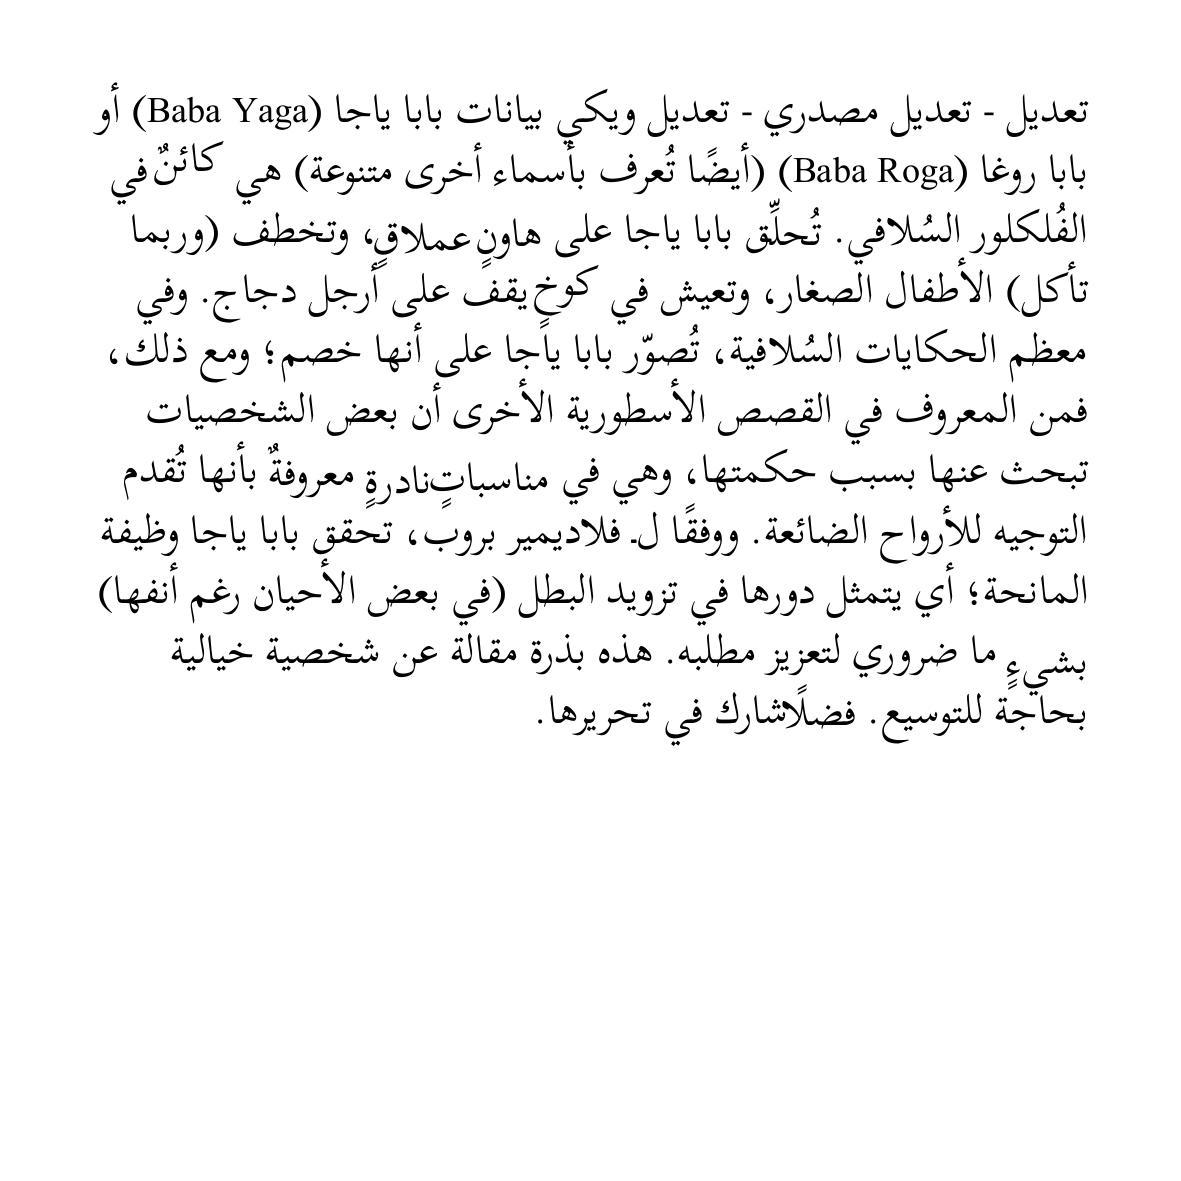 تعديل - تعديل مصدري - تعديل ويكي بيانات بابا ياجا (Baba Yaga) أو
بابا روغا (Baba Roga) (أيضًا تُعرف بأسماء أخرى متنوعة) هي كائنٌ في
الفُلكلور السُلافي. تُحلِّق بابا ياجا على هاونٍ عملاقٍ، وتخطف (وربما
تأكل) الأطفال الصغار، وتعيش في كوخٍ يقف على أرجل دجاج. وفي
معظم الحكايات السُلافية، تُصوّر بابا ياجا على أنها خصم؛ ومع ذلك،
فمن المعروف في القصص الأسطورية الأخرى أن بعض الشخصيات
تبحث عنها بسبب حكمتها، وهي في مناسباتٍ نادرةٍ معروفةٌ بأنها تُقدم
التوجيه للأرواح الضائعة. ووفقًا لـ فلاديمير بروب، تحقق بابا ياجا وظيفة
المانحة؛ أي يتمثل دورها في تزويد البطل (في بعض الأحيان رغم أنفها)
بشيءٍ ما ضروري لتعزيز مطلبه. هذه بذرة مقالة عن شخصية خيالية
بحاجة للتوسيع. فضلًا شارك في تحريرها.